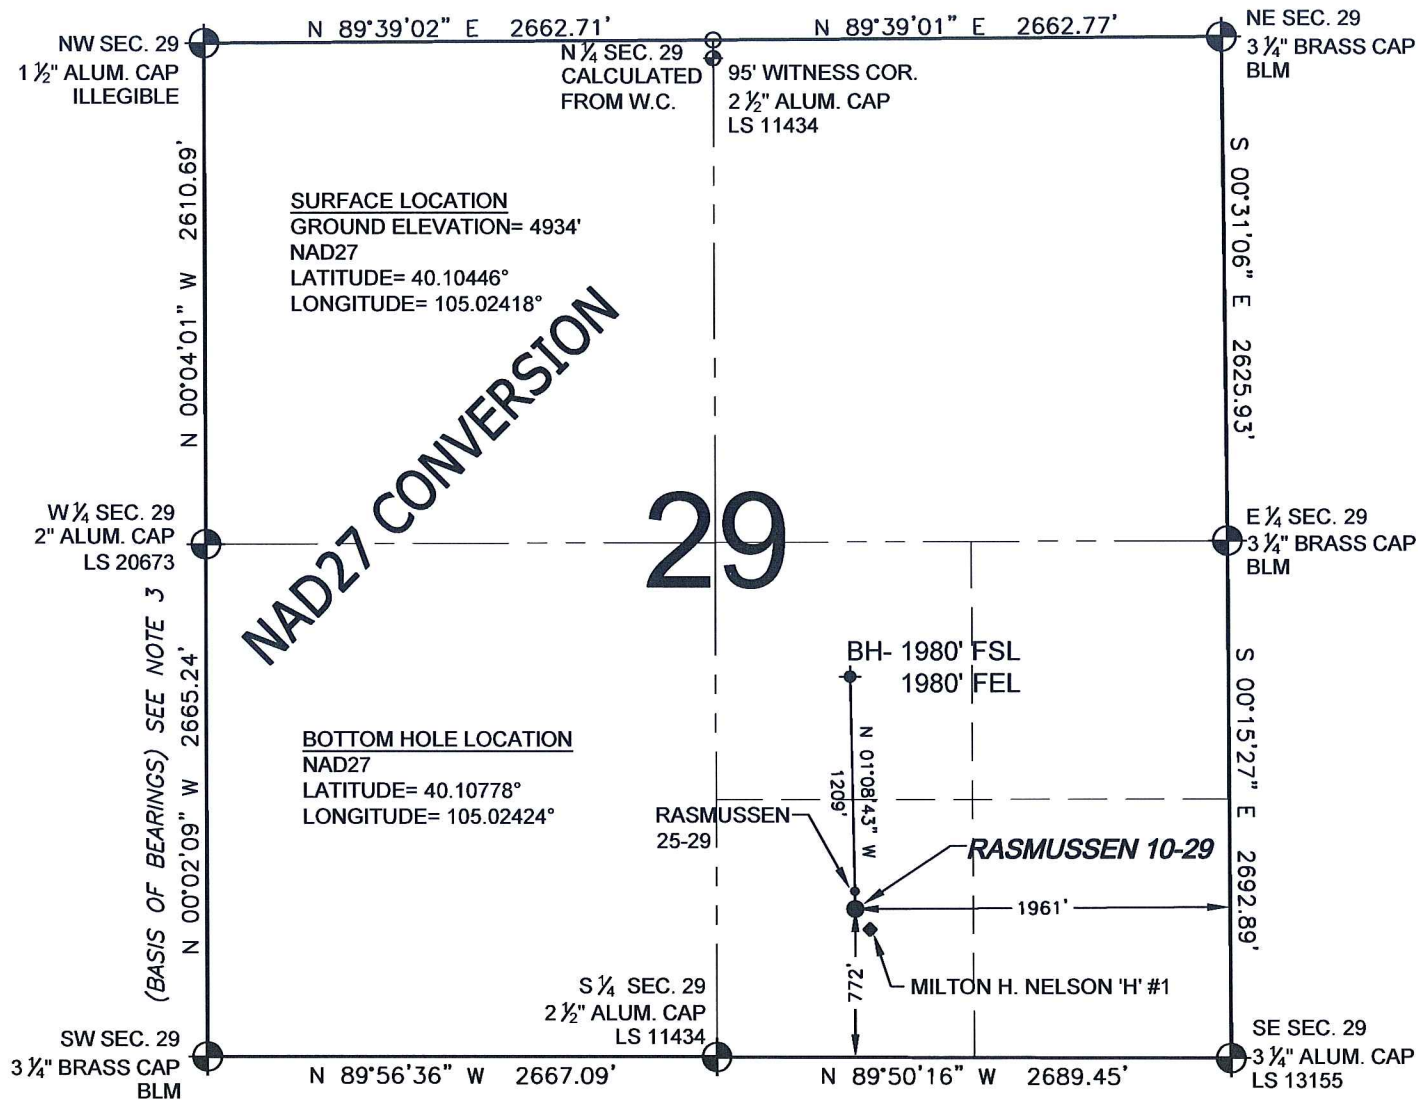 N 89°39'02" E 2662.71'
N 89°39'01" E 2662.77'
NW SEC. 29
1 ½" ALUM. CAP
ILLEGIBLE
N ¼ SEC. 29
CALCULATED
FROM W.C.
95' WITNESS COR.
2 ½" ALUM. CAP
LS 11434
NE SEC. 29
3 ¼" BRASS CAP
BLM
N 00°04'01" W 2610.69'
S 00°31'06" E 2625.93'
SURFACE LOCATION
GROUND ELEVATION= 4934'
NAD27
LATITUDE= 40.10446°
LONGITUDE= 105.02418°
NAD27 CONVERSION
29
W ¼ SEC. 29
2" ALUM. CAP
LS 20673
E ¼ SEC. 29
3 ¼" BRASS CAP
BLM
(BASIS OF BEARINGS) SEE NOTE 3
N 00°02'09" W 2665.24'
S 00°15'27" E 2692.89'
BH- 1980' FSL
1980' FEL
N 01°08'43" W
1209'
BOTTOM HOLE LOCATION
NAD27
LATITUDE= 40.10778°
LONGITUDE= 105.02424°
RASMUSSEN
25-29
RASMUSSEN 10-29
1961'
772'
MILTON H. NELSON 'H' #1
S ¼ SEC. 29
2 ½" ALUM. CAP
LS 11434
SW SEC. 29
3 ¼" BRASS CAP
BLM
SE SEC. 29
3 ¼" ALUM. CAP
LS 13155
N 89°56'36" W 2667.09'
N 89°50'16" W 2689.45'